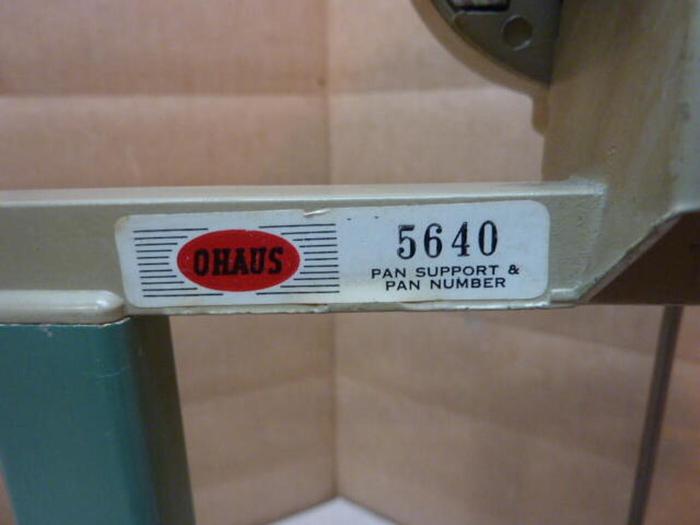 OHAUS
5640
PAN SUPPORT &
PAN NUMBER